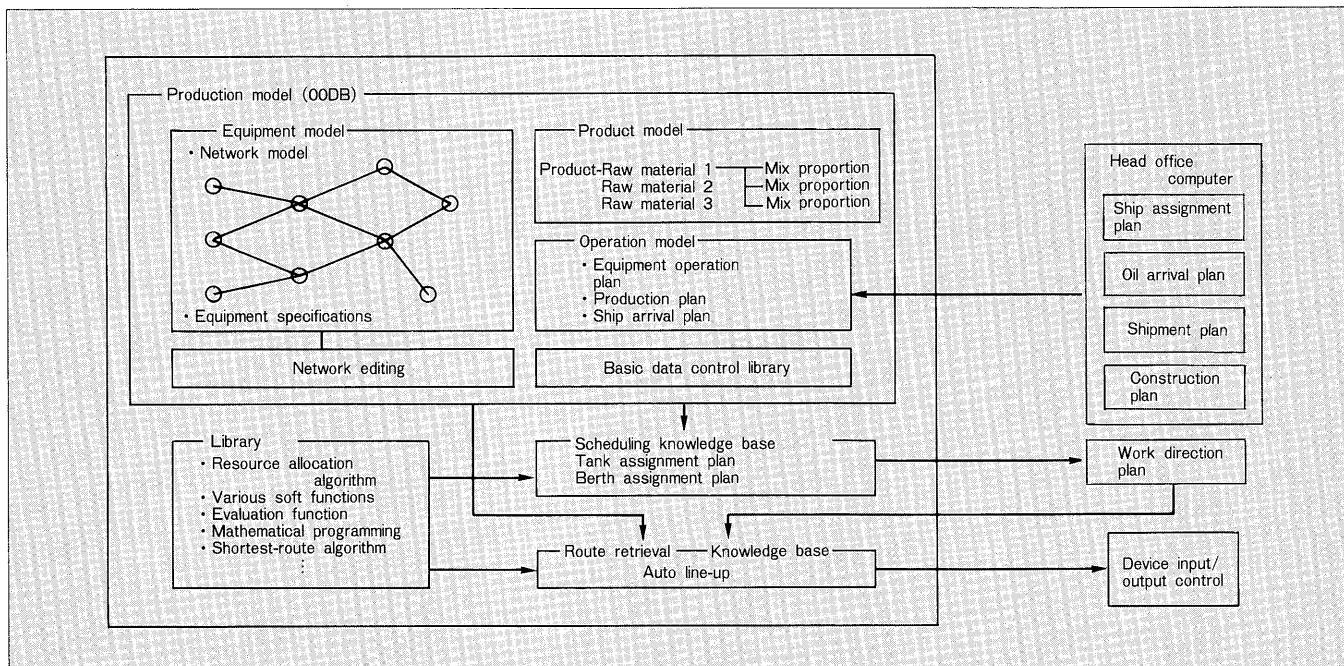 Production model (OODB)
Equipment model
・Network model
・Equipment specifications
Network editing
Product model
Product-Raw material 1 Mix proportion
Raw material 2 Mix proportion
Raw material 3 Mix proportion
Operation model
・Equipment operation
plan
・Production plan
・Ship arrival plan
Basic data control library
Head office
computer
Ship assignment
plan
Oil arrival plan
Shipment plan
Construction
plan
Library
・Resource allocation
algorithm
・Various soft functions
・Evaluation function
・Mathematical programming
・Shortest-route algorithm
⋮
Scheduling knowledge base
Tank assignment plan
Berth assignment plan
Work direction
plan
Route retrieval Knowledge base
Auto line-up
Device input/
output control